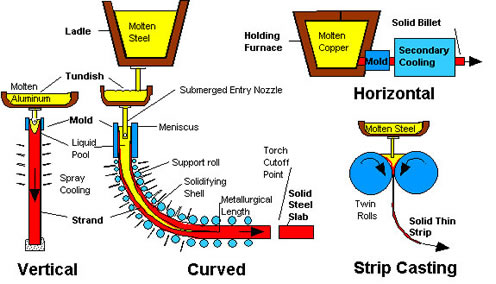 Ladle
Molten
Steel
Tundish
Molten
Aluminum
Submerged Entry Nozzle
Mold
Meniscus
Liquid
Pool
Support roll
Spray
Cooling
Solidifying
Shell
Metallurgical
Length
Torch
Cutoff
Point
Strand
Solid
Steel
Slab
Vertical
Curved
Holding
Furnace
Molten
Copper
Mold
Secondary
Cooling
Solid Billet
Horizontal
Molten Steel
Twin
Rolls
Solid Thin
Strip
Strip Casting